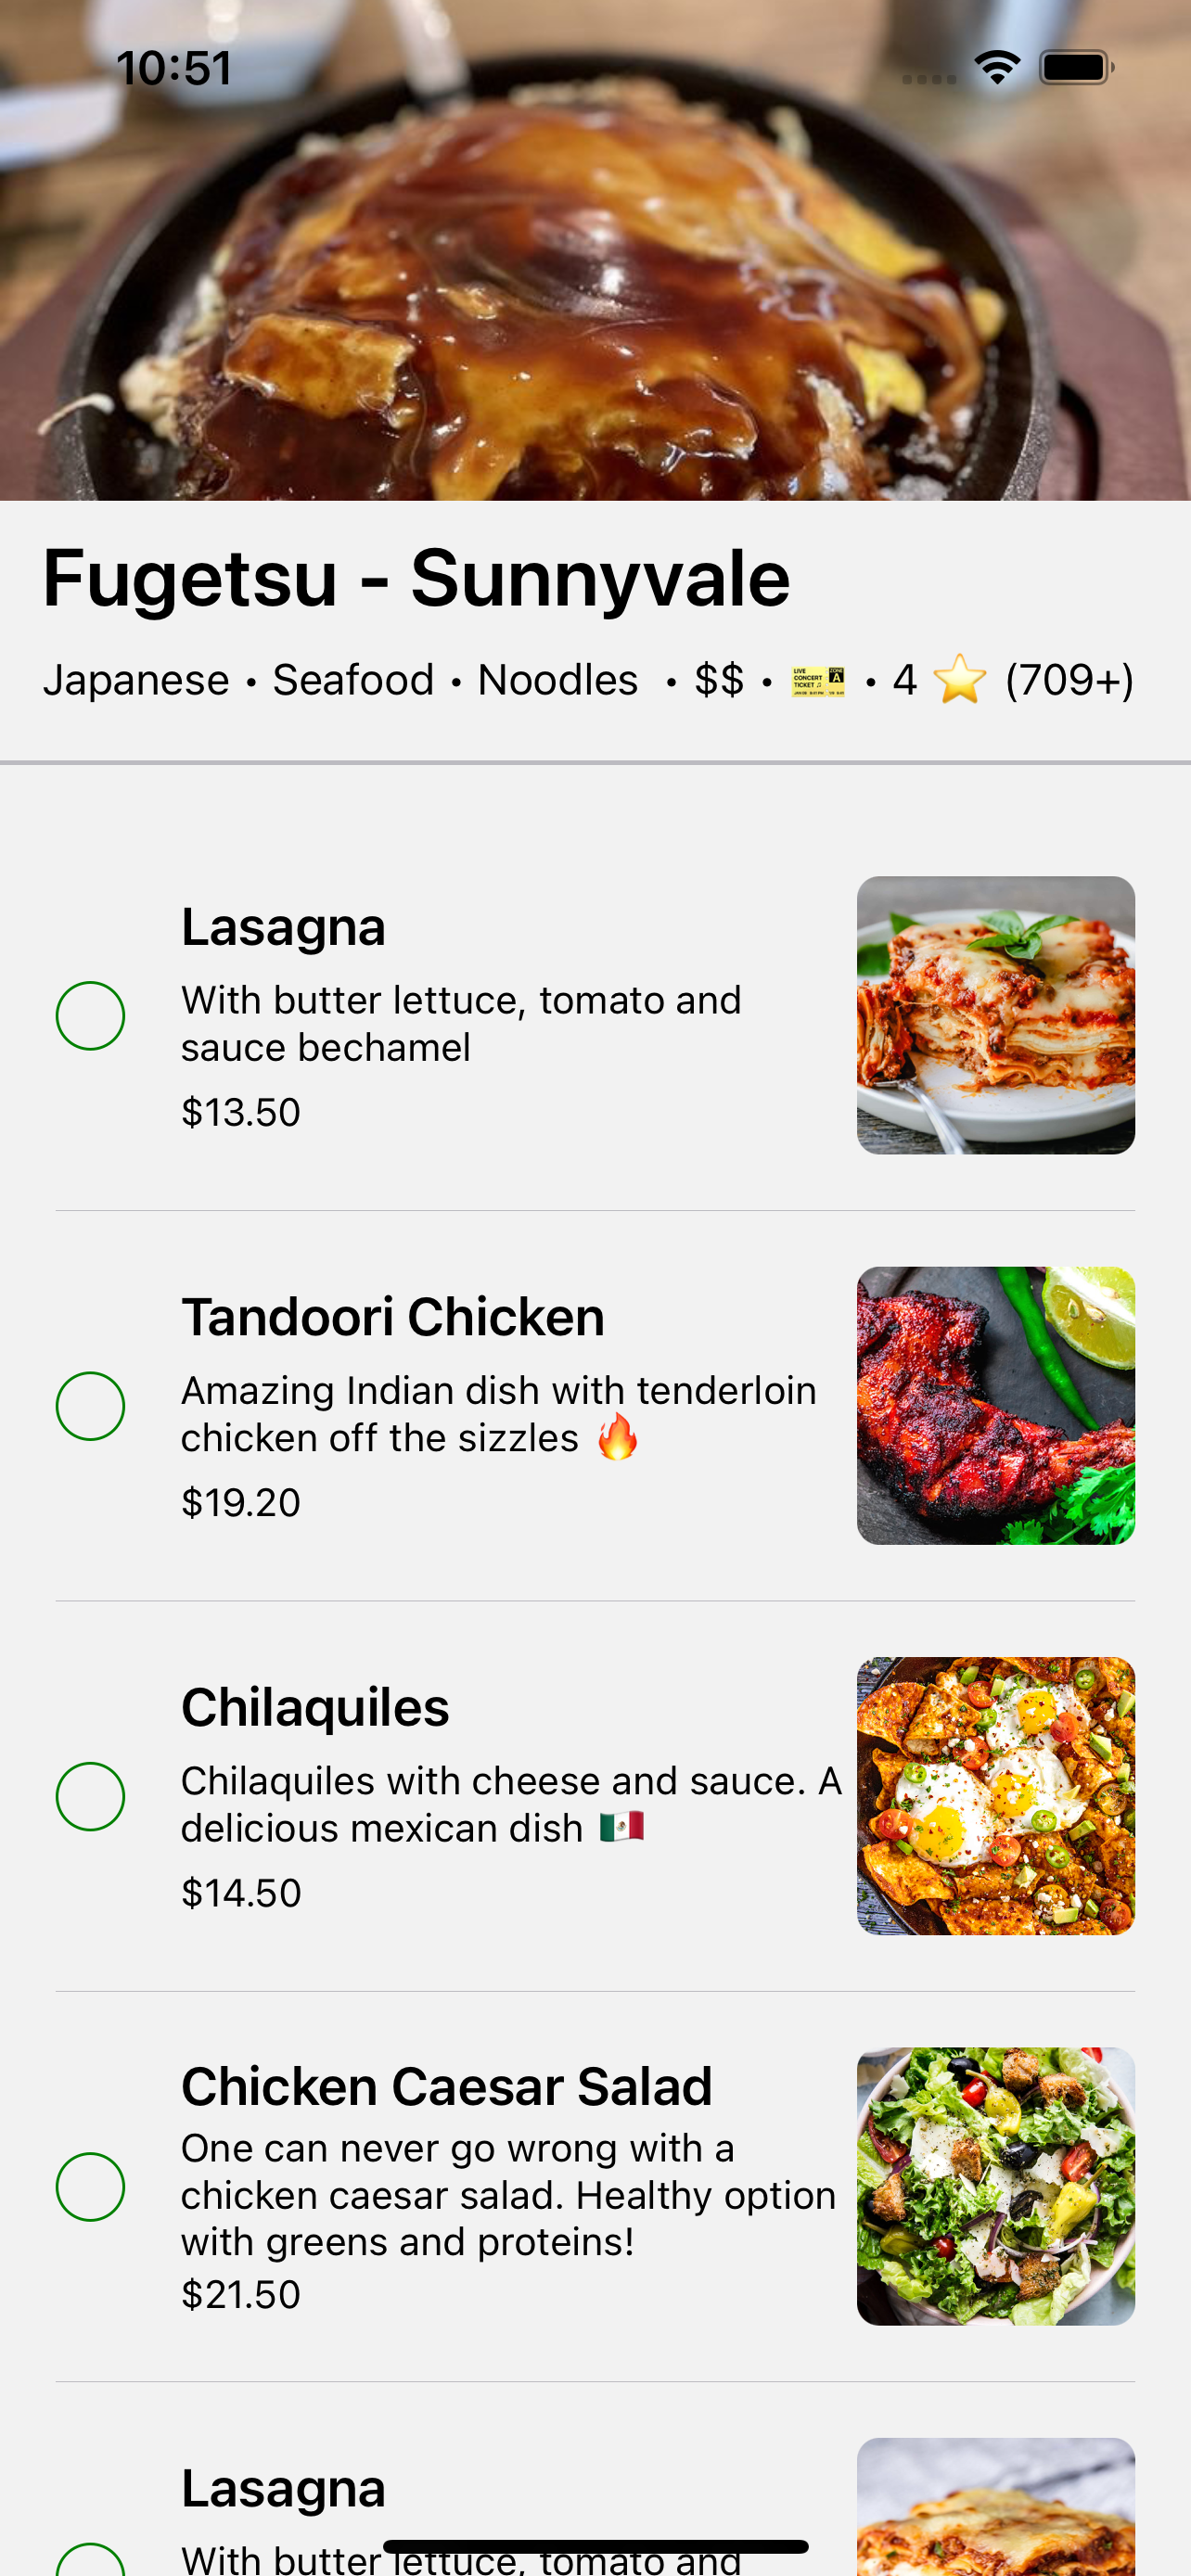 10:51
Fugetsu - Sunnyvale
Japanese • Seafood • Noodles • $$ • 🎫 • 4 ⭐ (709+)
Lasagna
With butter lettuce, tomato and
sauce bechamel
$13.50
Tandoori Chicken
Amazing Indian dish with tenderloin
chicken off the sizzles 🔥
$19.20
Chilaquiles
Chilaquiles with cheese and sauce. A
delicious mexican dish 🇲🇽
$14.50
Chicken Caesar Salad
One can never go wrong with a
chicken caesar salad. Healthy option
with greens and proteins!
$21.50
Lasagna
With butter lettuce, tomato and